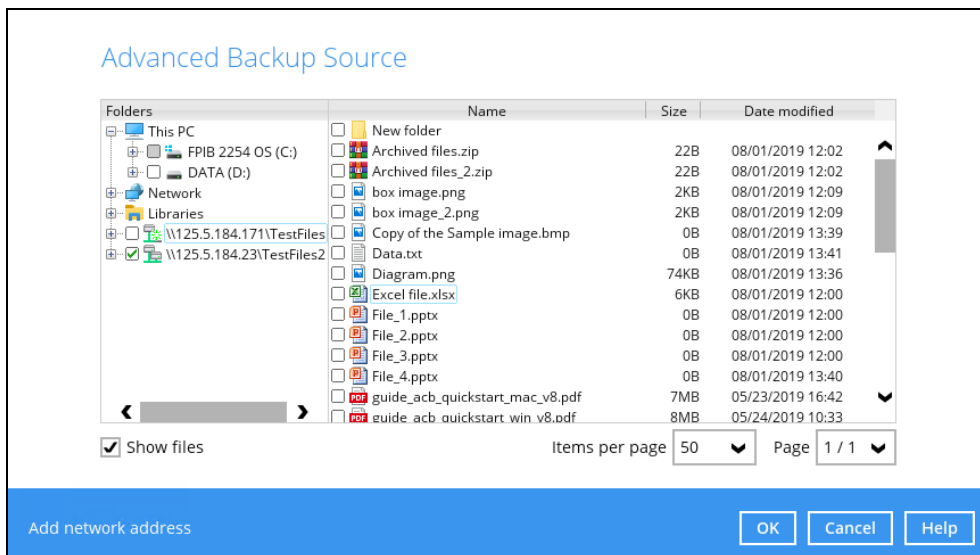 Advanced Backup Source
Folders Name Size Date modified
This PC
FPIB 2254 OS (C:)
DATA (D:)
Network
Libraries
\\125.5.184.171\TestFiles
\\125.5.184.23\TestFiles2
New folder
Archived files.zip 22B 08/01/2019 12:02
Archived files_2.zip 22B 08/01/2019 12:02
box image.png 2KB 08/01/2019 12:09
box image_2.png 2KB 08/01/2019 12:09
Copy of the Sample image.bmp 0B 08/01/2019 13:39
Data.txt 0B 08/01/2019 13:41
Diagram.png 74KB 08/01/2019 13:36
Excel file.xlsx 6KB 08/01/2019 12:00
File_1.pptx 0B 08/01/2019 12:00
File_2.pptx 0B 08/01/2019 12:00
File_3.pptx 0B 08/01/2019 12:00
File_4.pptx 0B 08/01/2019 13:40
guide_acb_quickstart_mac_v8.pdf 7MB 05/23/2019 16:42
guide_acb_quickstart_win_v8.pdf 8MB 05/24/2019 10:33
Show files Items per page 50 Page 1 / 1
Add network address OK Cancel Help